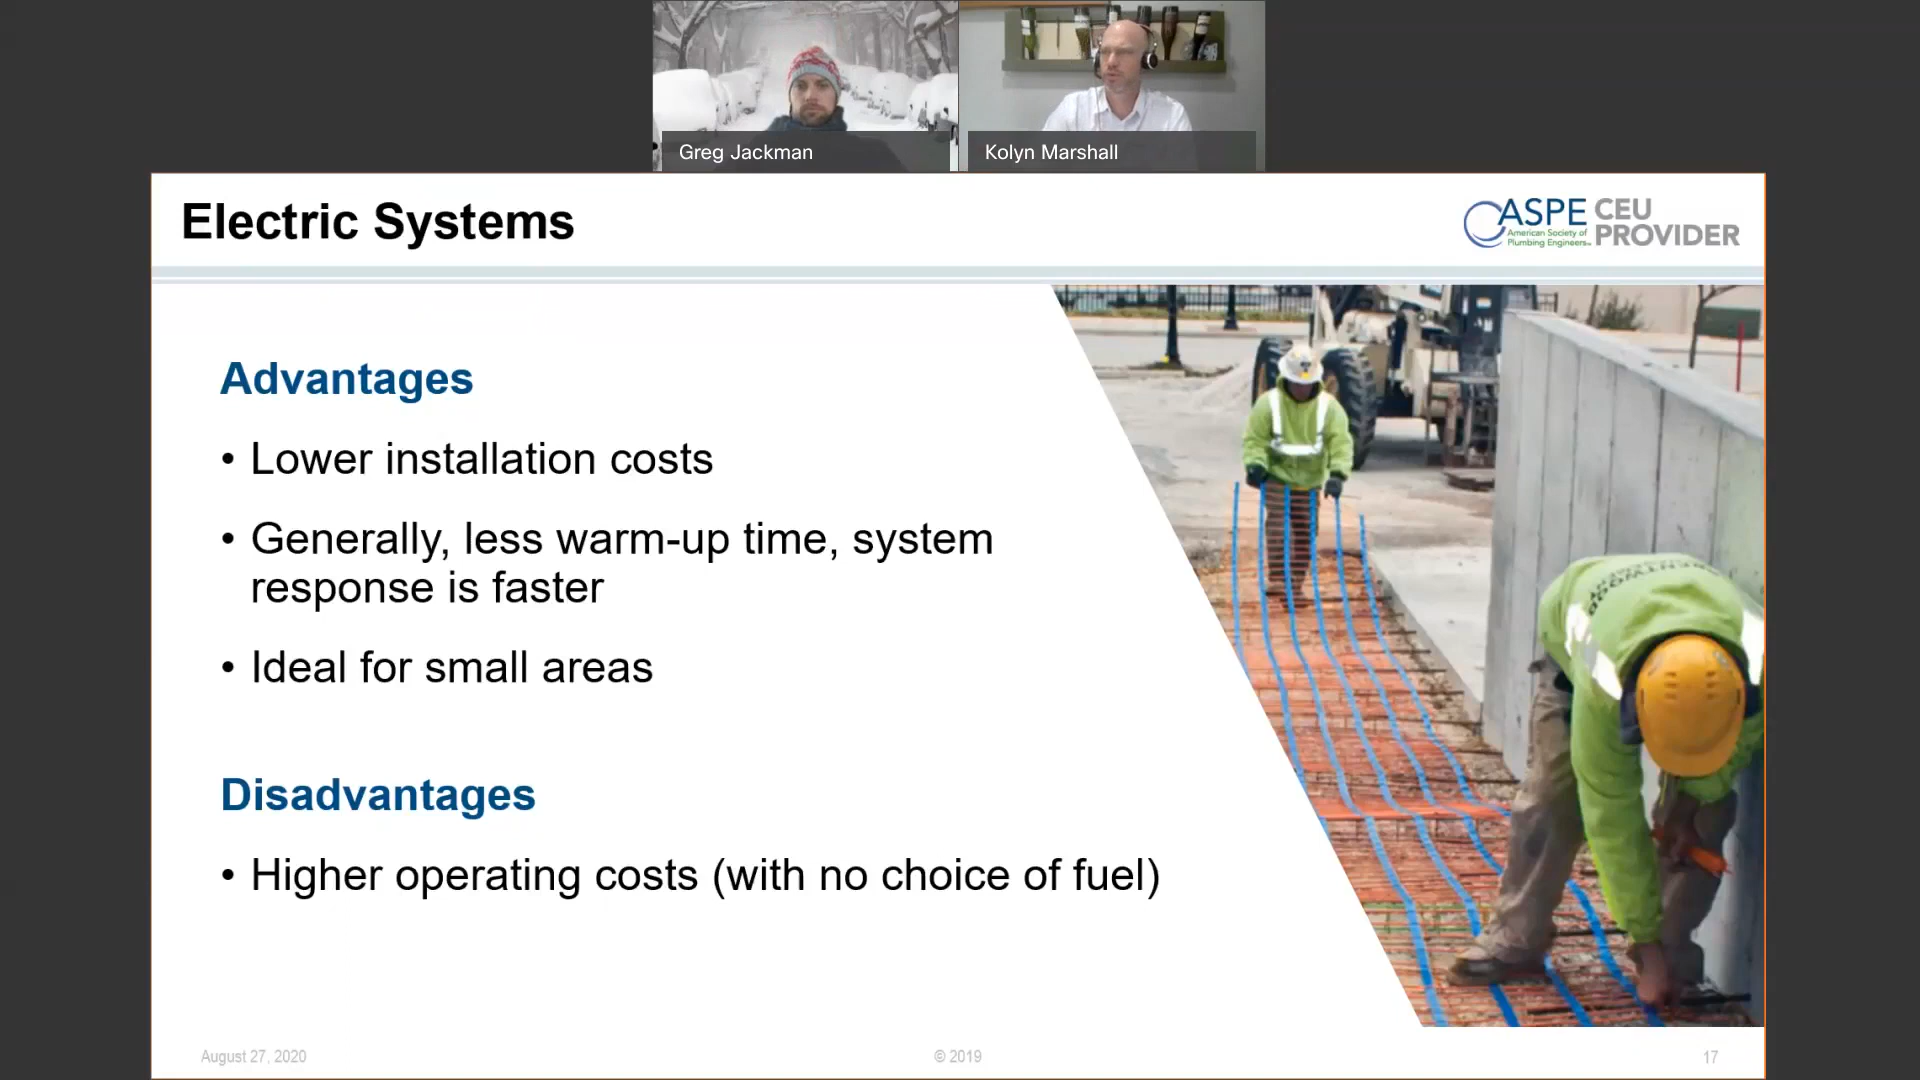 Greg Jackman
Kolyn Marshall
Electric Systems
ASPE
American Society of
Plumbing Engineers
CEU
PROVIDER
Advantages
• Lower installation costs
• Generally, less warm-up time, system
response is faster
• Ideal for small areas
Disadvantages
• Higher operating costs (with no choice of fuel)
August 27, 2020
© 2019
17